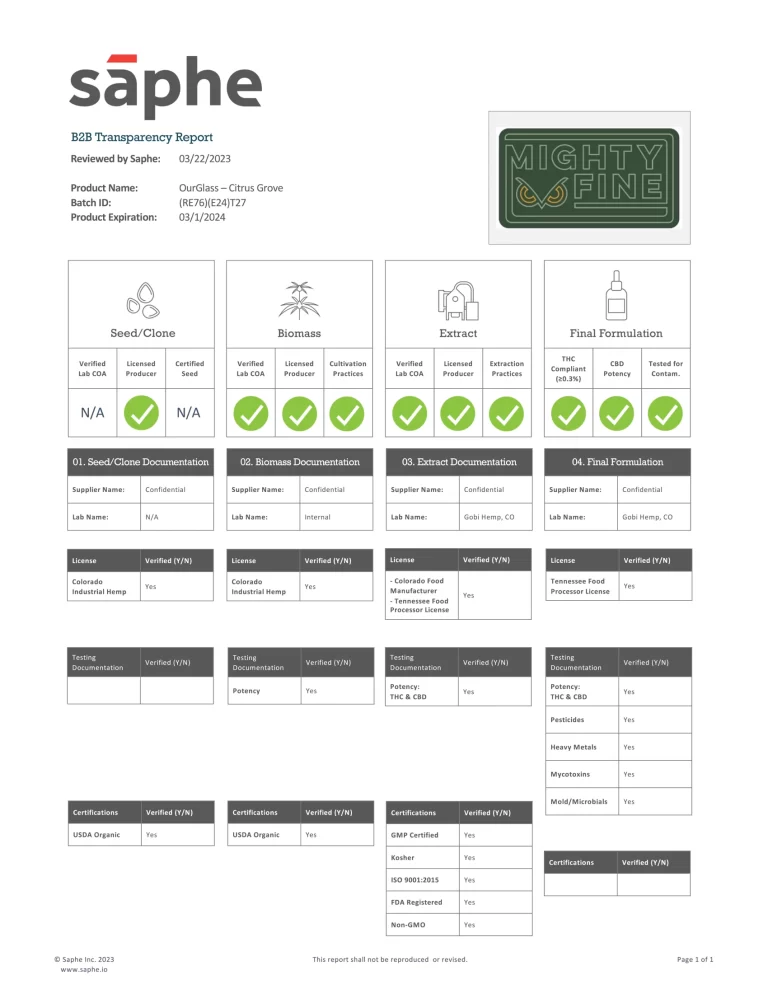 saphe
B2B Transparency Report
Reviewed by Saphe: 03/22/2023
Product Name: OurGlass – Citrus Grove
Batch ID: (RE76)(E24)T27
Product Expiration: 03/1/2024
MIGHTY
FINE
Seed/Clone
Verified Lab COA
Licensed Producer
Certified Seed
N/A
N/A
Biomass
Verified Lab COA
Licensed Producer
Cultivation Practices
Extract
Verified Lab COA
Licensed Producer
Extraction Practices
Final Formulation
THC Compliant (≥0.3%)
CBD Potency
Tested for Contam.
01. Seed/Clone Documentation
Supplier Name: Confidential
Lab Name: N/A
02. Biomass Documentation
Supplier Name: Confidential
Lab Name: Internal
03. Extract Documentation
Supplier Name: Confidential
Lab Name: Gobi Hemp, CO
04. Final Formulation
Supplier Name: Confidential
Lab Name: Gobi Hemp, CO
License Verified (Y/N)
Colorado Industrial Hemp Yes
License Verified (Y/N)
Colorado Industrial Hemp Yes
License Verified (Y/N)
- Colorado Food Manufacturer
- Tennessee Food Processor License
Yes
License Verified (Y/N)
Tennessee Food Processor License Yes
Testing Documentation Verified (Y/N)
Testing Documentation Verified (Y/N)
Potency Yes
Testing Documentation Verified (Y/N)
Potency: THC & CBD Yes
Testing Documentation Verified (Y/N)
Potency: THC & CBD Yes
Pesticides Yes
Heavy Metals Yes
Mycotoxins Yes
Mold/Microbials Yes
Certifications Verified (Y/N)
USDA Organic Yes
Certifications Verified (Y/N)
USDA Organic Yes
Certifications Verified (Y/N)
GMP Certified Yes
Kosher Yes
ISO 9001:2015 Yes
FDA Registered Yes
Non-GMO Yes
Certifications Verified (Y/N)
© Saphe Inc. 2023
www.saphe.io
This report shall not be reproduced or revised.
Page 1 of 1